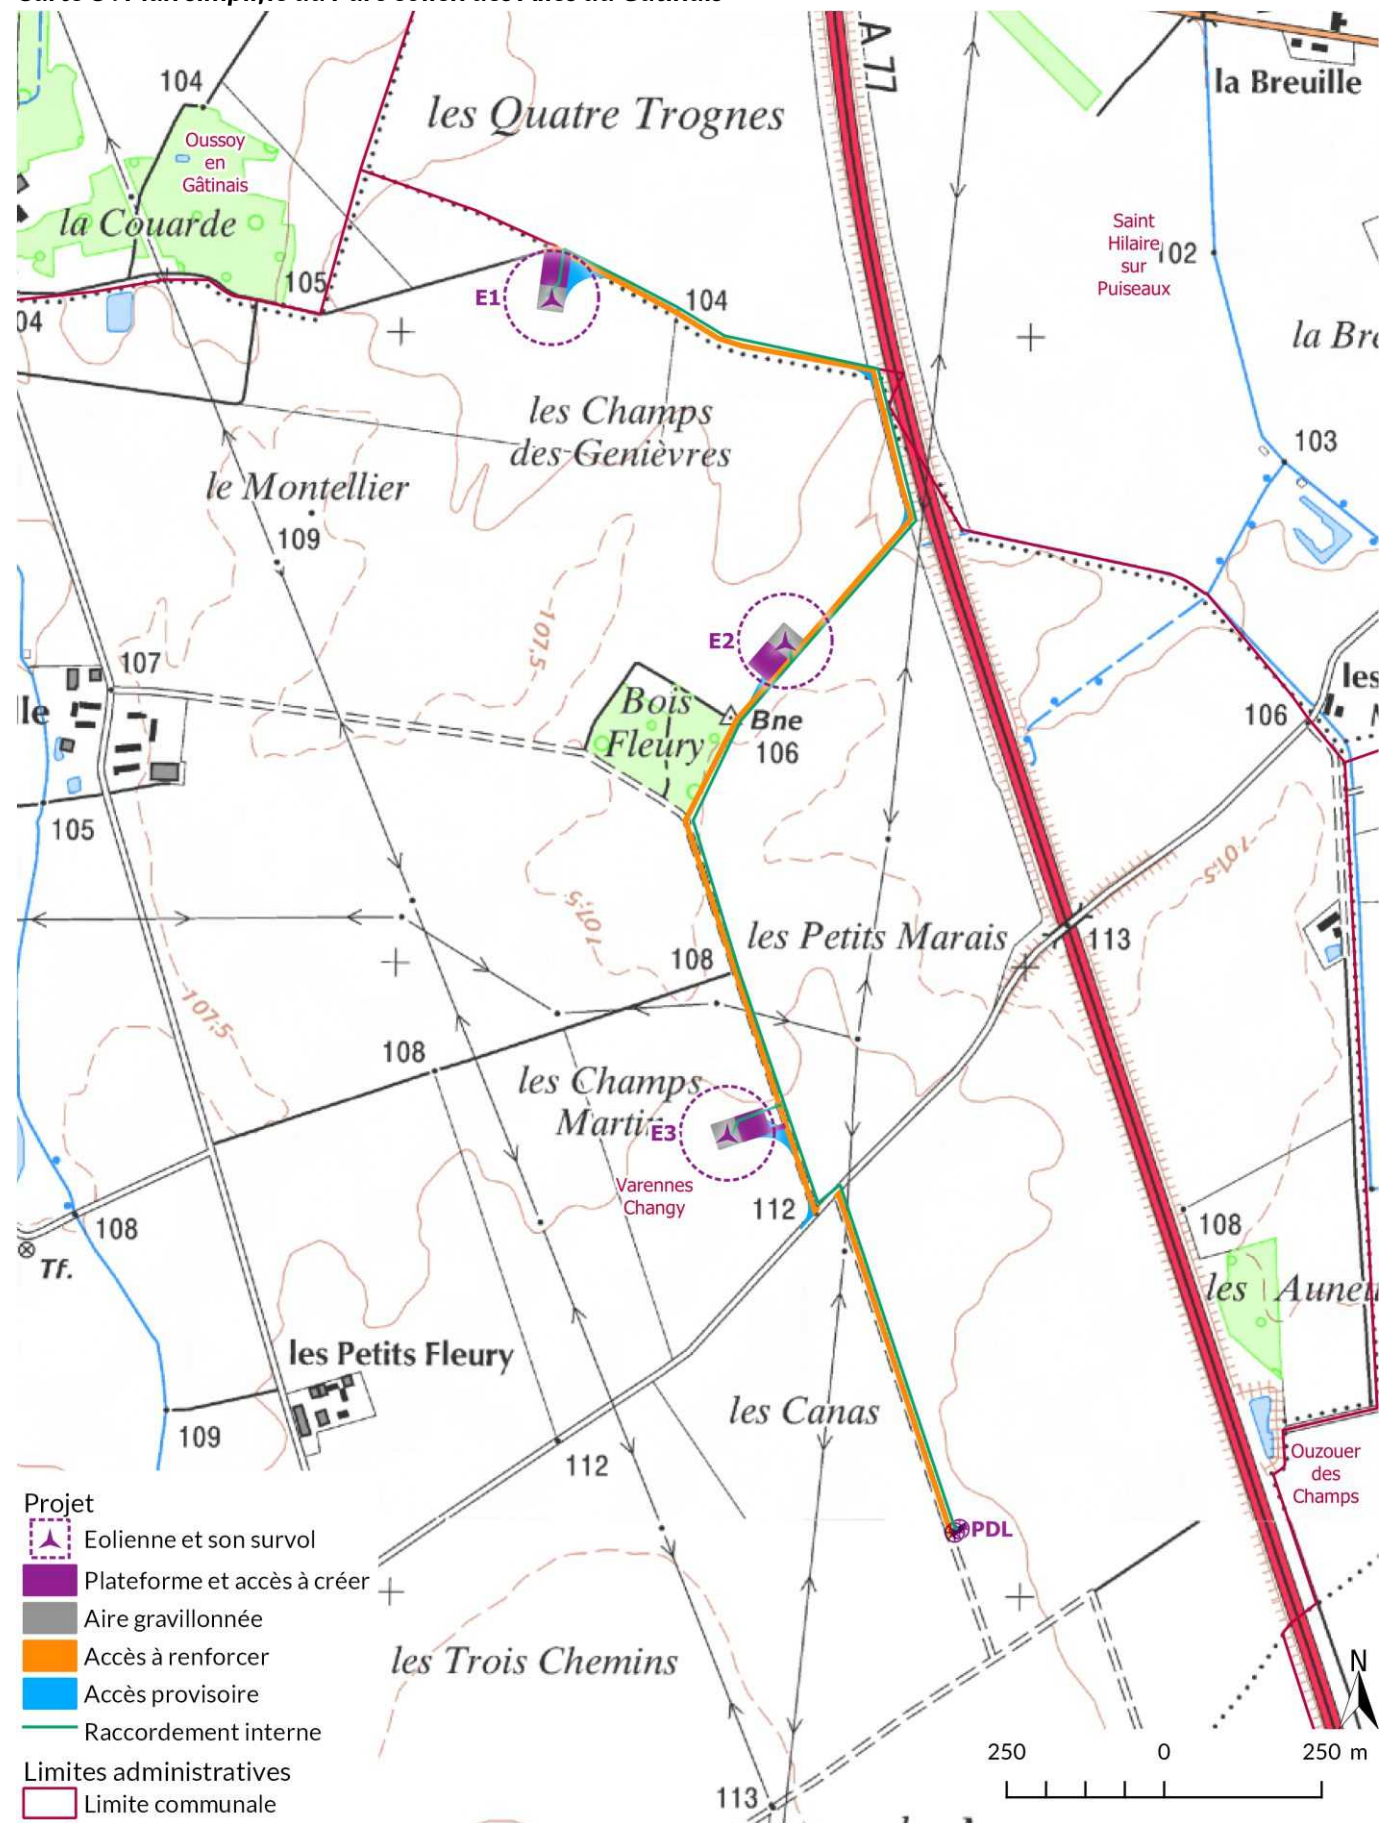 A 77
104
la Breuille
les Quatre Trognes
Oussoy
en
Gâtinais
la Couarde
Saint
Hilaire
sur
Puiseaux
102
105
E1
104
04
la Bre
les Champs
des Genièvres
103
le Montellier
109
107,5
E2
107
les
Bois
Fleury
Bne
106
106
lle
105
107,5
107,5
les Petits Marais
113
108
107,5
108
les Champs
Martin
E3
Varennes
Changy
112
108
108
Tf.
les Auneu
les Petits Fleury
les Canas
109
112
Ouzouer
des
Champs
PDL
Projet
Eolienne et son survol
Plateforme et accès à créer
Aire gravillonnée
Accès à renforcer
Accès provisoire
Raccordement interne
Limites administratives
Limite communale
les Trois Chemins
N
250 0 250 m
113